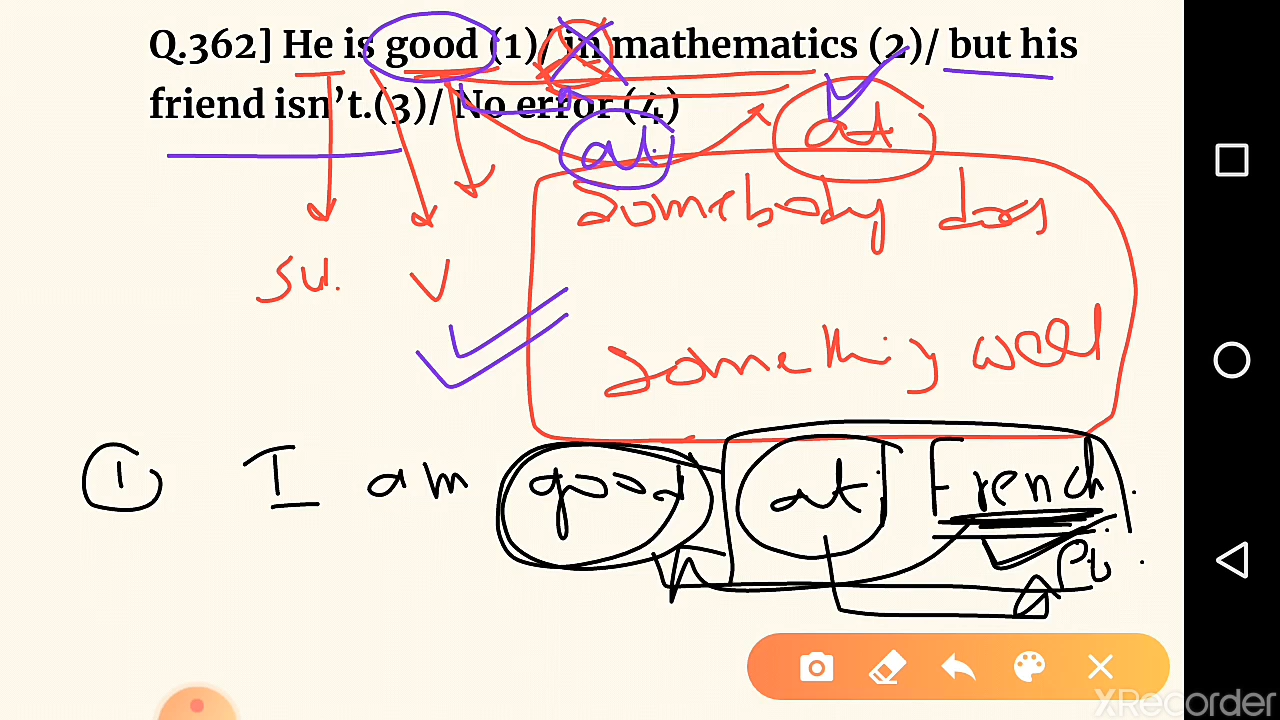 Q.362] He is good (1)/ in mathematics (2)/ but his
friend isn't.(3)/ No error (4)
at at
somebody does
su. V
something well
1 I am good at French.
XRecorder